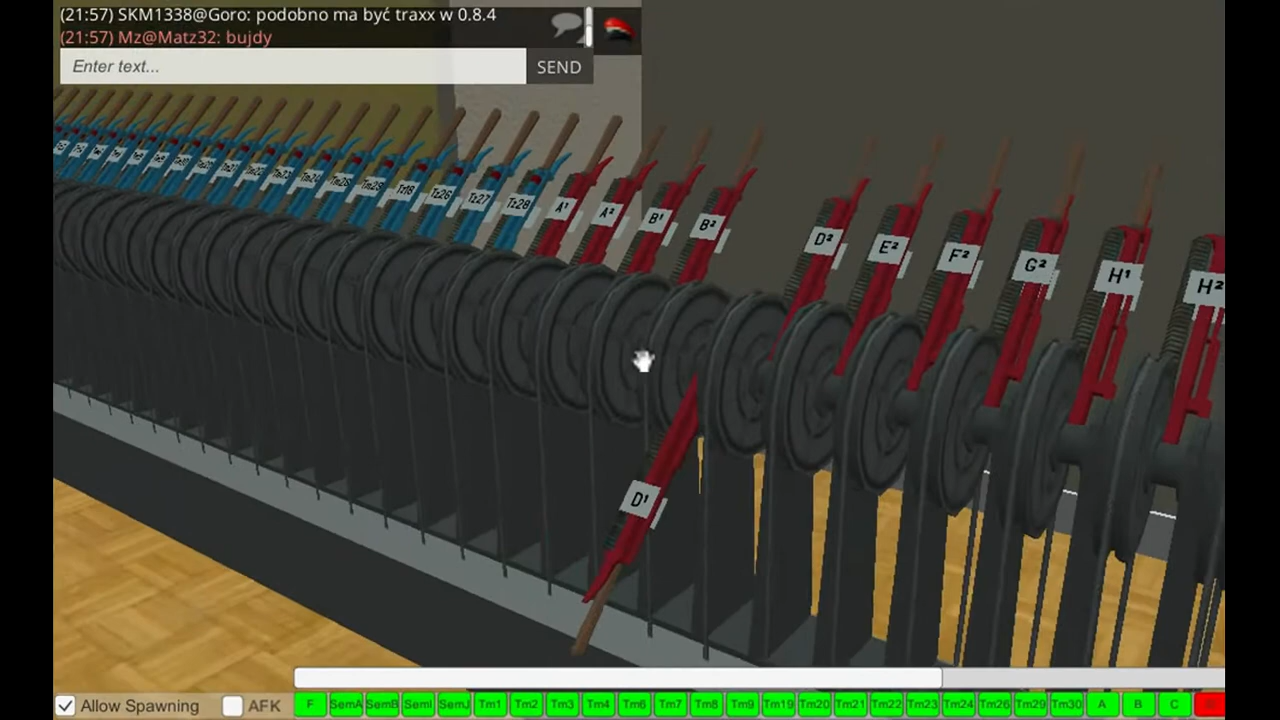 (21:57) SKM1338@Goro: podobno ma być traxx w 0.8.4
(21:57) Mz@Matz32: bujdy
Enter text... SEND
Tz18 Tz26 Tz27 Tz28 A¹ A² B¹ B² D² E² F² G² H¹ H²
D¹
Allow Spawning AFK F SemA SemB SemI SemJ Tm1 Tm2 Tm3 Tm4 Tm6 Tm7 Tm8 Tm9 Tm19 Tm20 Tm21 Tm22 Tm23 Tm24 Tm26 Tm29 Tm30 A B C